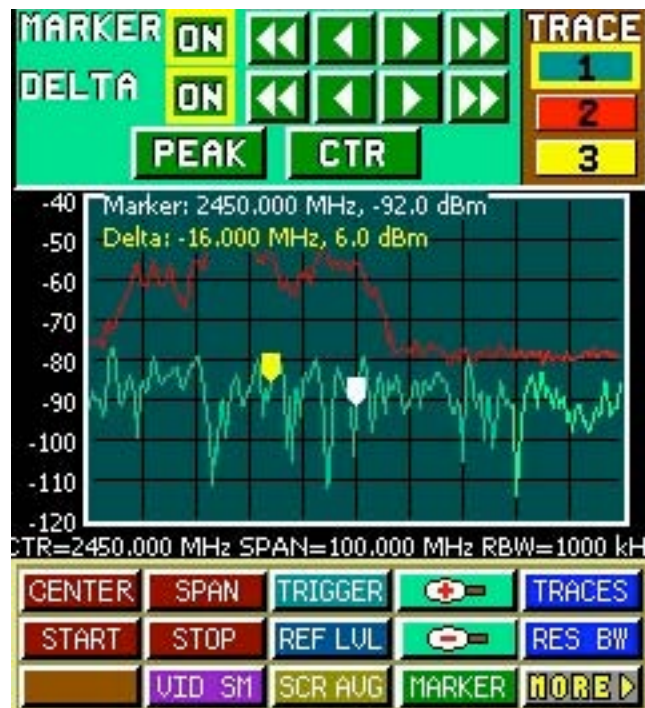 MARKER ON TRACE
1
DELTA ON
2
PEAK CTR 3
-40 Marker: 2450.000 MHz, -92.0 dBm
-50 Delta: -16.000 MHz, 6.0 dBm
-60
-70
-80
-90
-100
-110
-120
CTR=2450.000 MHz SPAN=100.000 MHz RBW=1000 kH
CENTER SPAN TRIGGER TRACES
START STOP REF LVL RES BW
VID SM SCR AVG MARKER MORE